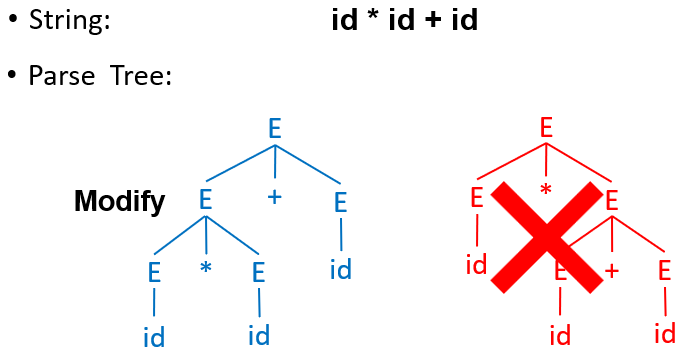 • String: id * id + id
• Parse Tree:
E E
Modify E + E E * E
E * E id id E + E
id id id id